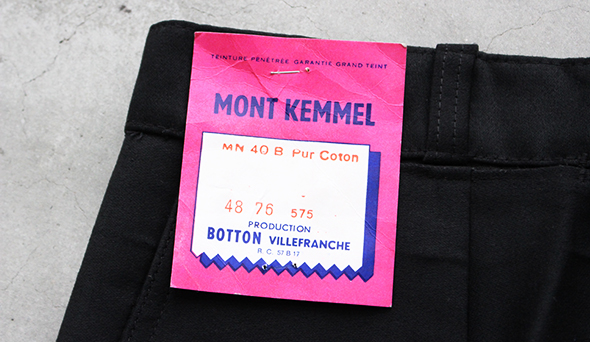 TEINTURE PÉNÉTRÉE GARANTIE GRAND TEINT
MONT KEMMEL
MN 40 B Pur Coton
48 76 575
PRODUCTION
BOTTON VILLEFRANCHE
R.C. 57 B 17